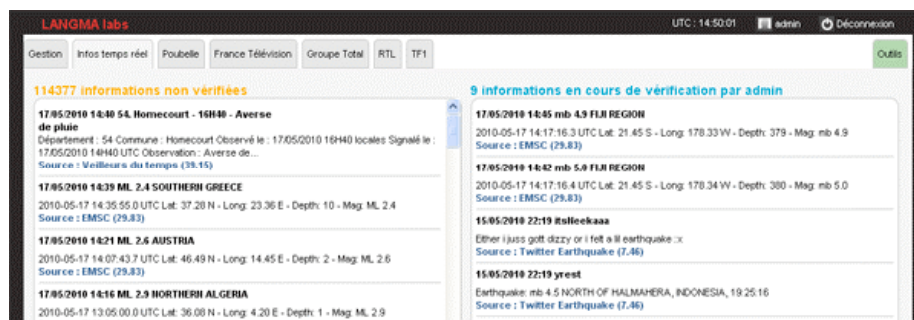 LANGMA labs
UTC : 14:50:01 admin Déconnexion
Gestion Infos temps réel Poubelle France Télévision Groupe Total RTL TF1 Outils
114377 informations non vérifiées
17/05/2010 14:40 54. Homecourt - 16H40 - Averse
de pluie
Département : 54 Commune : Homecourt Observé le : 17/05/2010 16H40 locales Signalé le :
17/05/2010 14H40 UTC Observation : Averse de...
Source : Veilleurs du temps (39.15)
17/05/2010 14:39 ML 2.4 SOUTHERN GREECE
2010-05-17 14:35:55.0 UTC Lat: 37.28 N - Long: 23.36 E - Depth: 10 - Mag: ML 2.4
Source : EMSC (29.83)
17/05/2010 14:21 ML 2.6 AUSTRIA
2010-05-17 14:07:43.7 UTC Lat: 46.49 N - Long: 14.45 E - Depth: 2 - Mag: ML 2.6
Source : EMSC (29.83)
17/05/2010 14:16 ML 2.9 NORTHERN ALGERIA
2010-05-17 13:05:00.0 UTC Lat: 36.08 N - Long: 4.20 E - Depth: 1 - Mag: ML 2.9
9 informations en cours de vérification par admin
17/05/2010 14:45 mb 4.9 FIJI REGION
2010-05-17 14:17:16.3 UTC Lat: 21.45 S - Long: 178.33 W - Depth: 379 - Mag: mb 4.9
Source : EMSC (29.83)
17/05/2010 14:42 mb 5.0 FIJI REGION
2010-05-17 14:17:16.4 UTC Lat: 21.45 S - Long: 178.34 W - Depth: 380 - Mag: mb 5.0
Source : EMSC (29.83)
15/05/2010 22:19 itslleekaaa
Either i juss gott dizzy or i felt a lil earthquake :x
Source : Twitter Earthquake (7.46)
15/05/2010 22:19 yrest
Earthquake: mb 4.5 NORTH OF HALMAHERA, INDONESIA, 19:25:16
Source : Twitter Earthquake (7.46)